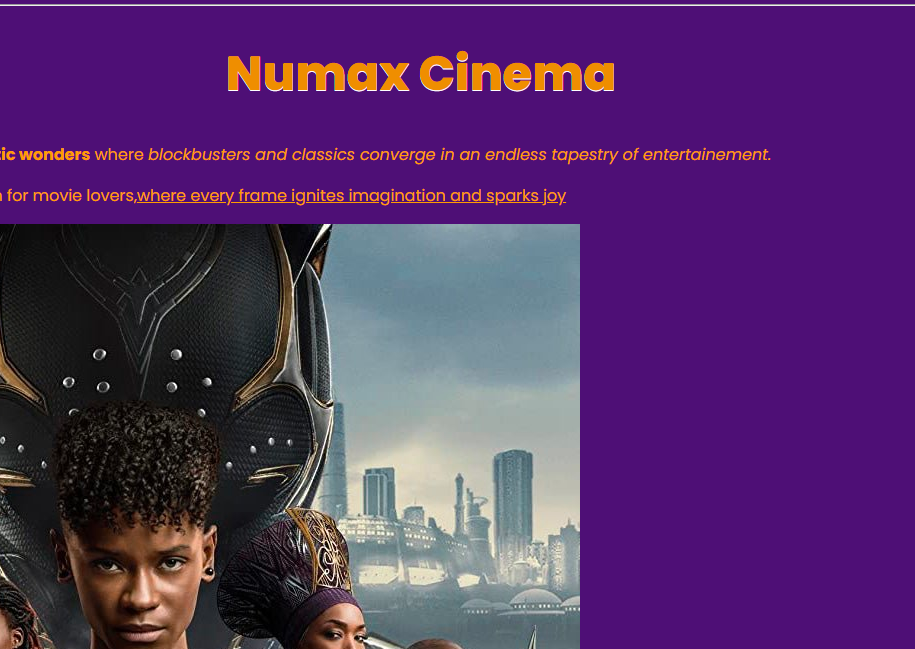 Numax Cinema
tic wonders where blockbusters and classics converge in an endless tapestry of entertainement.
for movie lovers,where every frame ignites imagination and sparks joy